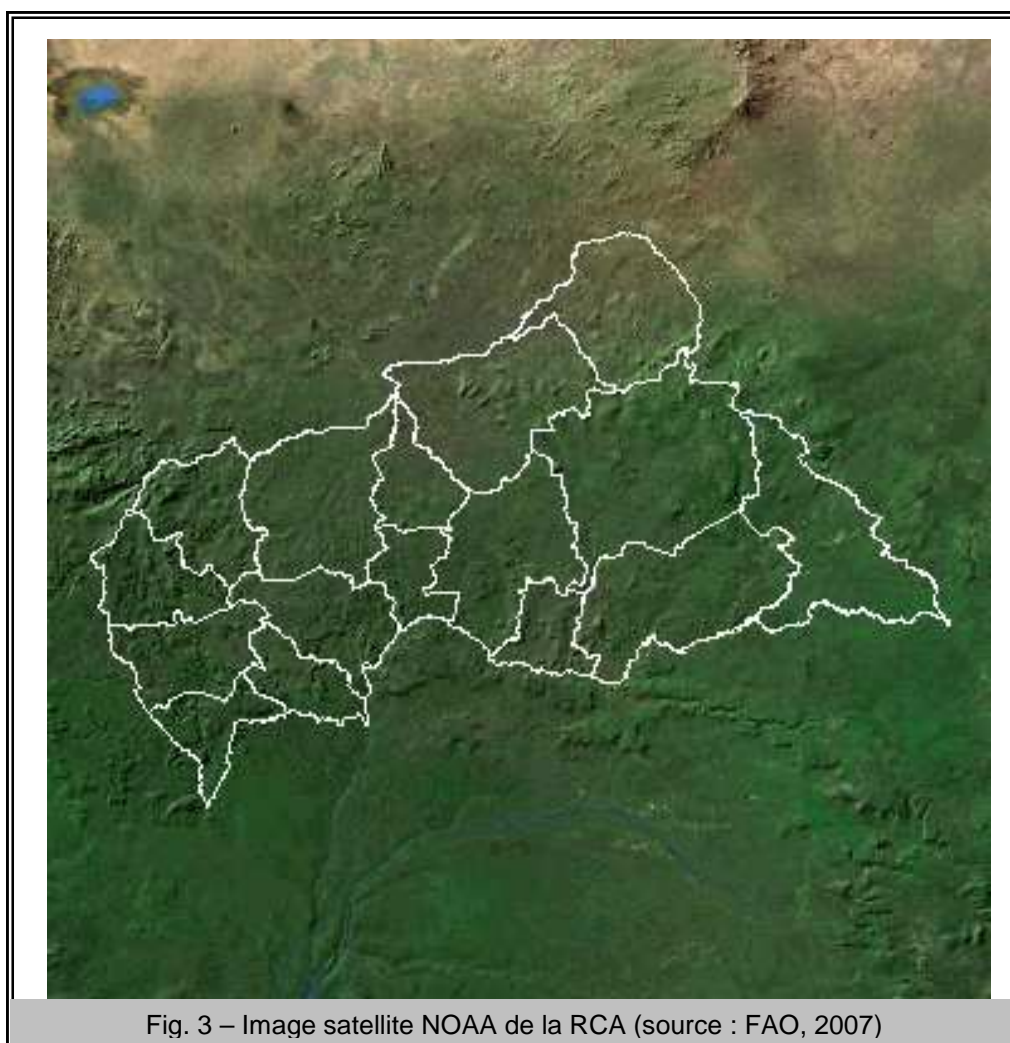 Fig. 3 – Image satellite NOAA de la RCA (source : FAO, 2007)